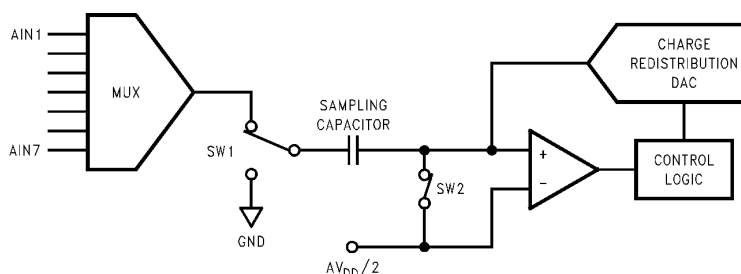 AIN1
MUX
AIN7
SW1
GND
SAMPLING
CAPACITOR
SW2
AVDD/2
+
−
CHARGE
REDISTRIBUTION
DAC
CONTROL
LOGIC